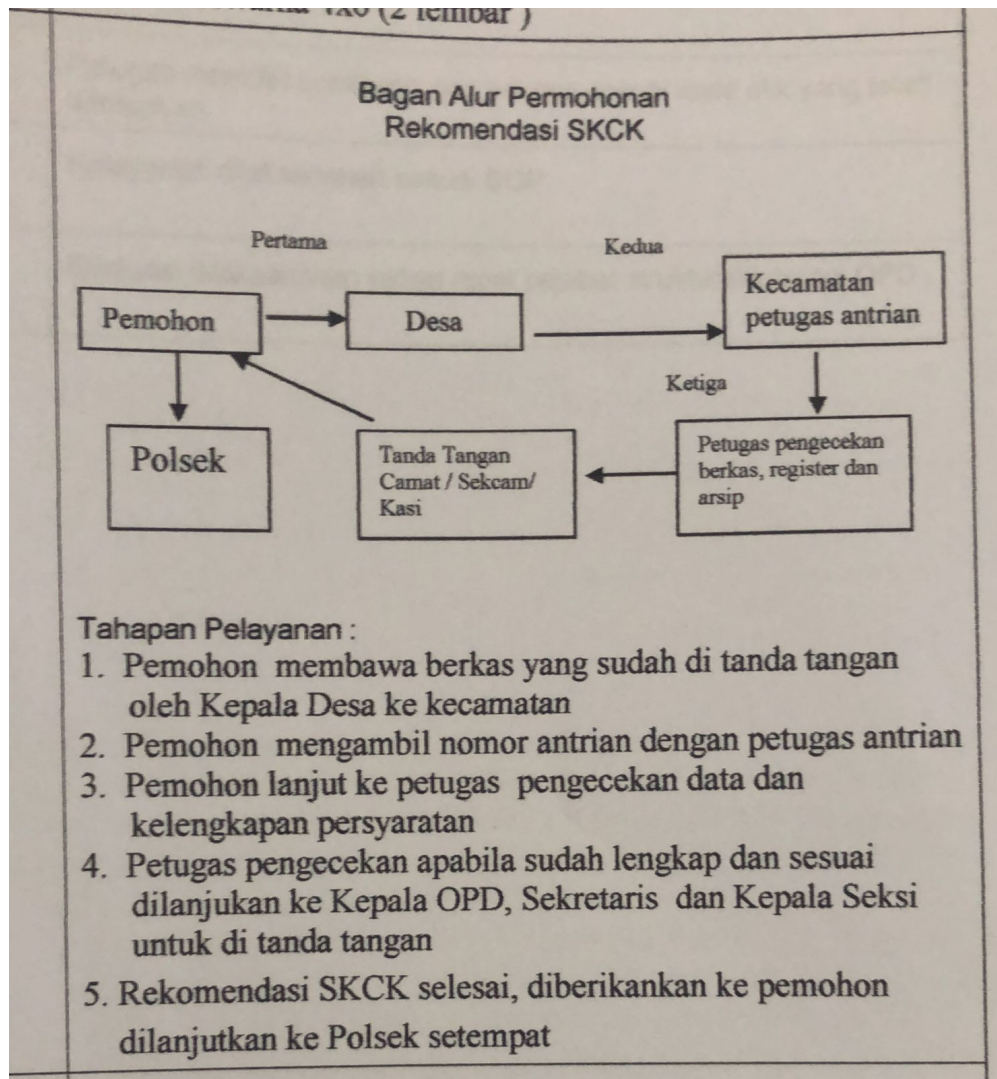 (2 lembar )
Bagan Alur Permohonan
Rekomendasi SKCK
Pertama
Kedua
Pemohon
Desa
Kecamatan
petugas antrian
Ketiga
Polsek
Tanda Tangan
Camat / Sekcam/
Kasi
Petugas pengecekan
berkas, register dan
arsip
Tahapan Pelayanan :
1. Pemohon membawa berkas yang sudah di tanda tangan
oleh Kepala Desa ke kecamatan
2. Pemohon mengambil nomor antrian dengan petugas antrian
3. Pemohon lanjut ke petugas pengecekan data dan
kelengkapan persyaratan
4. Petugas pengecekan apabila sudah lengkap dan sesuai
dilanjukan ke Kepala OPD, Sekretaris dan Kepala Seksi
untuk di tanda tangan
5. Rekomendasi SKCK selesai, diberikankan ke pemohon
dilanjutkan ke Polsek setempat